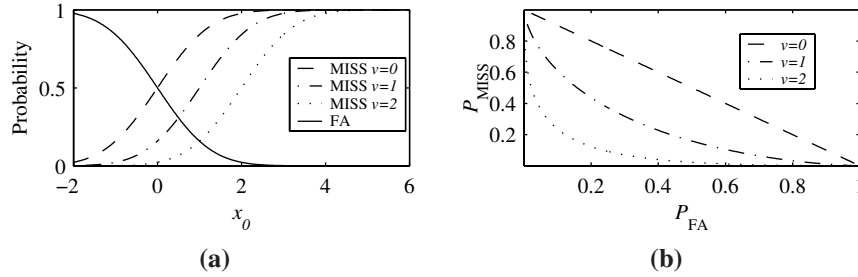 1
0.5
0
Probability
−2
0
2
4
6
x0
MISS v=0
MISS v=1
MISS v=2
FA
(a)
0.8
0.6
0.4
0.2
PMISS
0.2
0.4
0.6
0.8
1
PFA
v=0
v=1
v=2
(b)